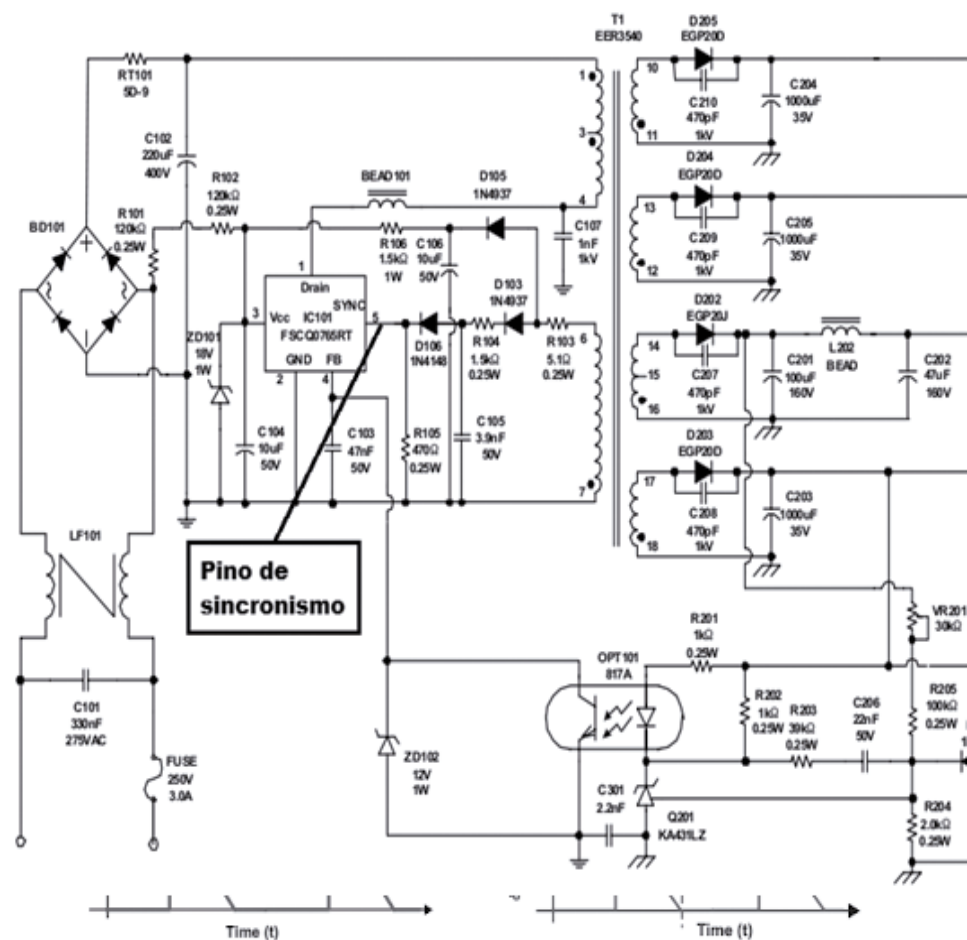 T1
EER3540
D205
EGP20D
C210
470pF
1kV
C204
1000uF
35V
RT101
5D-9
C102
220uF
400V
1
3
4
10
11
D204
EGP20D
C209
470pF
1kV
C205
1000uF
35V
13
12
BD101
R101
120kΩ
0.25W
R102
120kΩ
0.25W
BEAD101
D105
1N4937
R106
1.5kΩ
1W
C106
10uF
50V
C107
1nF
1kV
D103
1N4937
1
Drain
SYNC
5
3
Vcc
IC101
FSCQ0765RT
GND
FB
2
4
ZD101
18V
1W
D106
1N4148
R104
1.5kΩ
0.25W
R103
5.1Ω
0.25W
6
7
C104
10uF
50V
C103
47nF
50V
R105
470Ω
0.25W
C105
3.9nF
50V
D202
EGP20J
C207
470pF
1kV
14
15
16
C201
100uF
160V
L202
BEAD
C202
47uF
160V
D203
EGP20D
C208
470pF
1kV
17
18
C203
1000uF
35V
LF101
Pino de
sincronismo
C101
330nF
275VAC
FUSE
250V
3.0A
ZD102
12V
1W
OPT101
817A
R201
1kΩ
0.25W
R202
1kΩ
0.25W
R203
39kΩ
0.25W
C206
22nF
50V
VR201
30kΩ
R205
100kΩ
0.25W
R204
2.0kΩ
0.25W
C301
2.2nF
Q201
KA431LZ
Time (t)
Time (t)